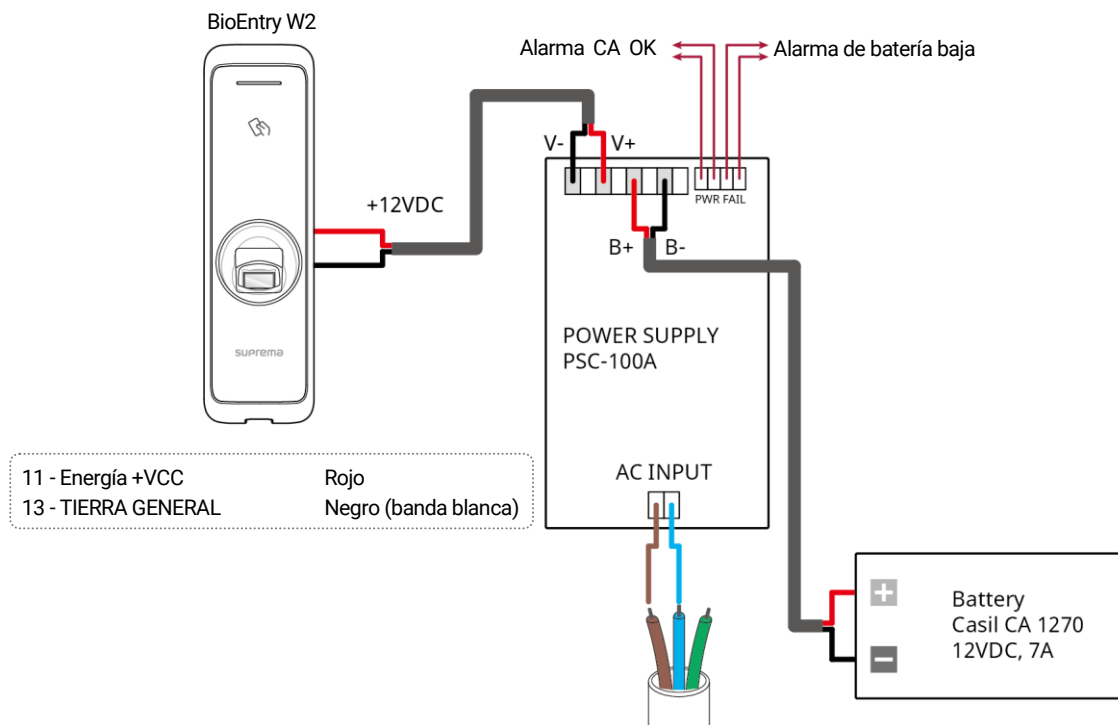 BioEntry W2
Alarma CA OK
Alarma de batería baja
V-
V+
PWR FAIL
+12VDC
B+
B-
POWER SUPPLY
PSC-100A
suprema
11 - Energía +VCC Rojo
13 - TIERRA GENERAL Negro (banda blanca)
AC INPUT
+
−
Battery
Casil CA 1270
12VDC, 7A